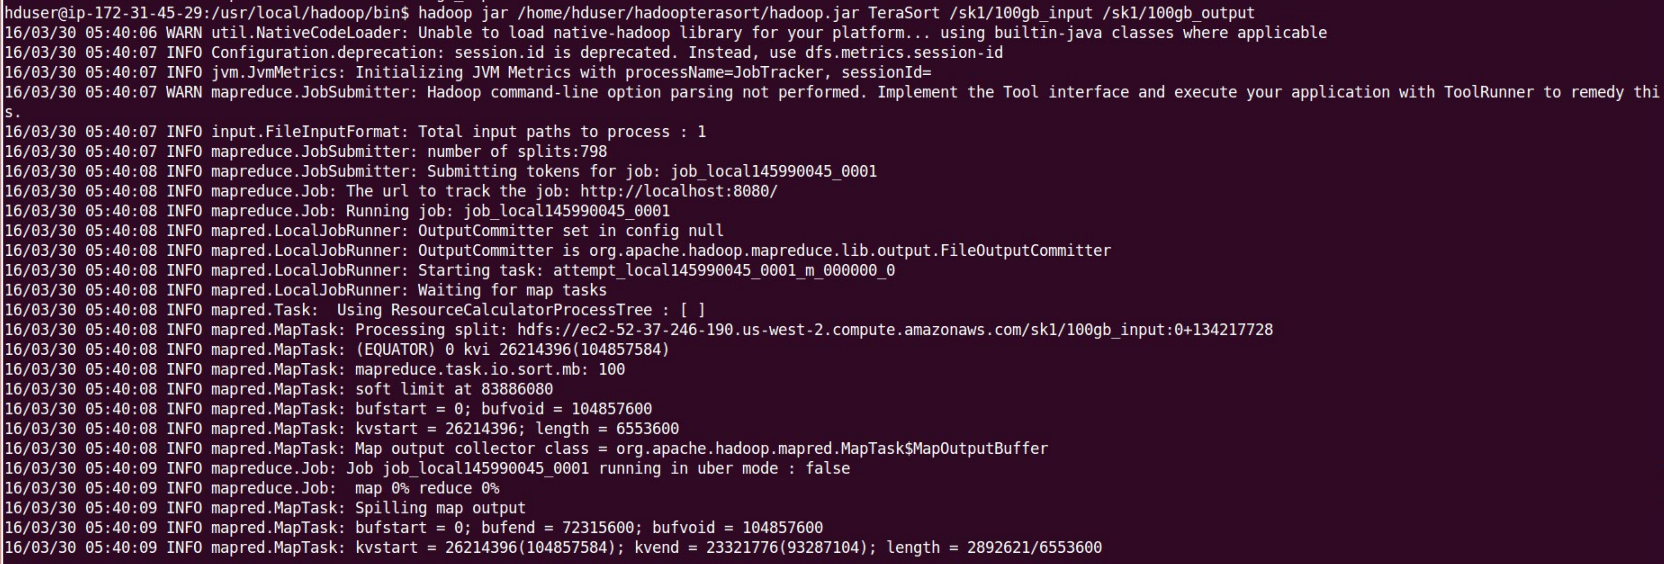 hduser@ip-172-31-45-29:/usr/local/hadoop/bin$ hadoop jar /home/hduser/hadoopterasort/hadoop.jar TeraSort /sk1/100gb_input /sk1/100gb_output
16/03/30 05:40:06 WARN util.NativeCodeLoader: Unable to load native-hadoop library for your platform... using builtin-java classes where applicable
16/03/30 05:40:07 INFO Configuration.deprecation: session.id is deprecated. Instead, use dfs.metrics.session-id
16/03/30 05:40:07 INFO jvm.JvmMetrics: Initializing JVM Metrics with processName=JobTracker, sessionId=
16/03/30 05:40:07 WARN mapreduce.JobSubmitter: Hadoop command-line option parsing not performed. Implement the Tool interface and execute your application with ToolRunner to remedy thi
s.
16/03/30 05:40:07 INFO input.FileInputFormat: Total input paths to process : 1
16/03/30 05:40:07 INFO mapreduce.JobSubmitter: number of splits:798
16/03/30 05:40:08 INFO mapreduce.JobSubmitter: Submitting tokens for job: job_local145990045_0001
16/03/30 05:40:08 INFO mapreduce.Job: The url to track the job: http://localhost:8080/
16/03/30 05:40:08 INFO mapreduce.Job: Running job: job_local145990045_0001
16/03/30 05:40:08 INFO mapred.LocalJobRunner: OutputCommitter set in config null
16/03/30 05:40:08 INFO mapred.LocalJobRunner: OutputCommitter is org.apache.hadoop.mapreduce.lib.output.FileOutputCommitter
16/03/30 05:40:08 INFO mapred.LocalJobRunner: Starting task: attempt_local145990045_0001_m_000000_0
16/03/30 05:40:08 INFO mapred.LocalJobRunner: Waiting for map tasks
16/03/30 05:40:08 INFO mapred.Task:  Using ResourceCalculatorProcessTree : [ ]
16/03/30 05:40:08 INFO mapred.MapTask: Processing split: hdfs://ec2-52-37-246-190.us-west-2.compute.amazonaws.com/sk1/100gb_input:0+134217728
16/03/30 05:40:08 INFO mapred.MapTask: (EQUATOR) 0 kvi 26214396(104857584)
16/03/30 05:40:08 INFO mapred.MapTask: mapreduce.task.io.sort.mb: 100
16/03/30 05:40:08 INFO mapred.MapTask: soft limit at 83886080
16/03/30 05:40:08 INFO mapred.MapTask: bufstart = 0; bufvoid = 104857600
16/03/30 05:40:08 INFO mapred.MapTask: kvstart = 26214396; length = 6553600
16/03/30 05:40:08 INFO mapred.MapTask: Map output collector class = org.apache.hadoop.mapred.MapTask$MapOutputBuffer
16/03/30 05:40:09 INFO mapreduce.Job: Job job_local145990045_0001 running in uber mode : false
16/03/30 05:40:09 INFO mapreduce.Job:  map 0% reduce 0%
16/03/30 05:40:09 INFO mapred.MapTask: Spilling map output
16/03/30 05:40:09 INFO mapred.MapTask: bufstart = 0; bufend = 72315600; bufvoid = 104857600
16/03/30 05:40:09 INFO mapred.MapTask: kvstart = 26214396(104857584); kvend = 23321776(93287104); length = 2892621/6553600